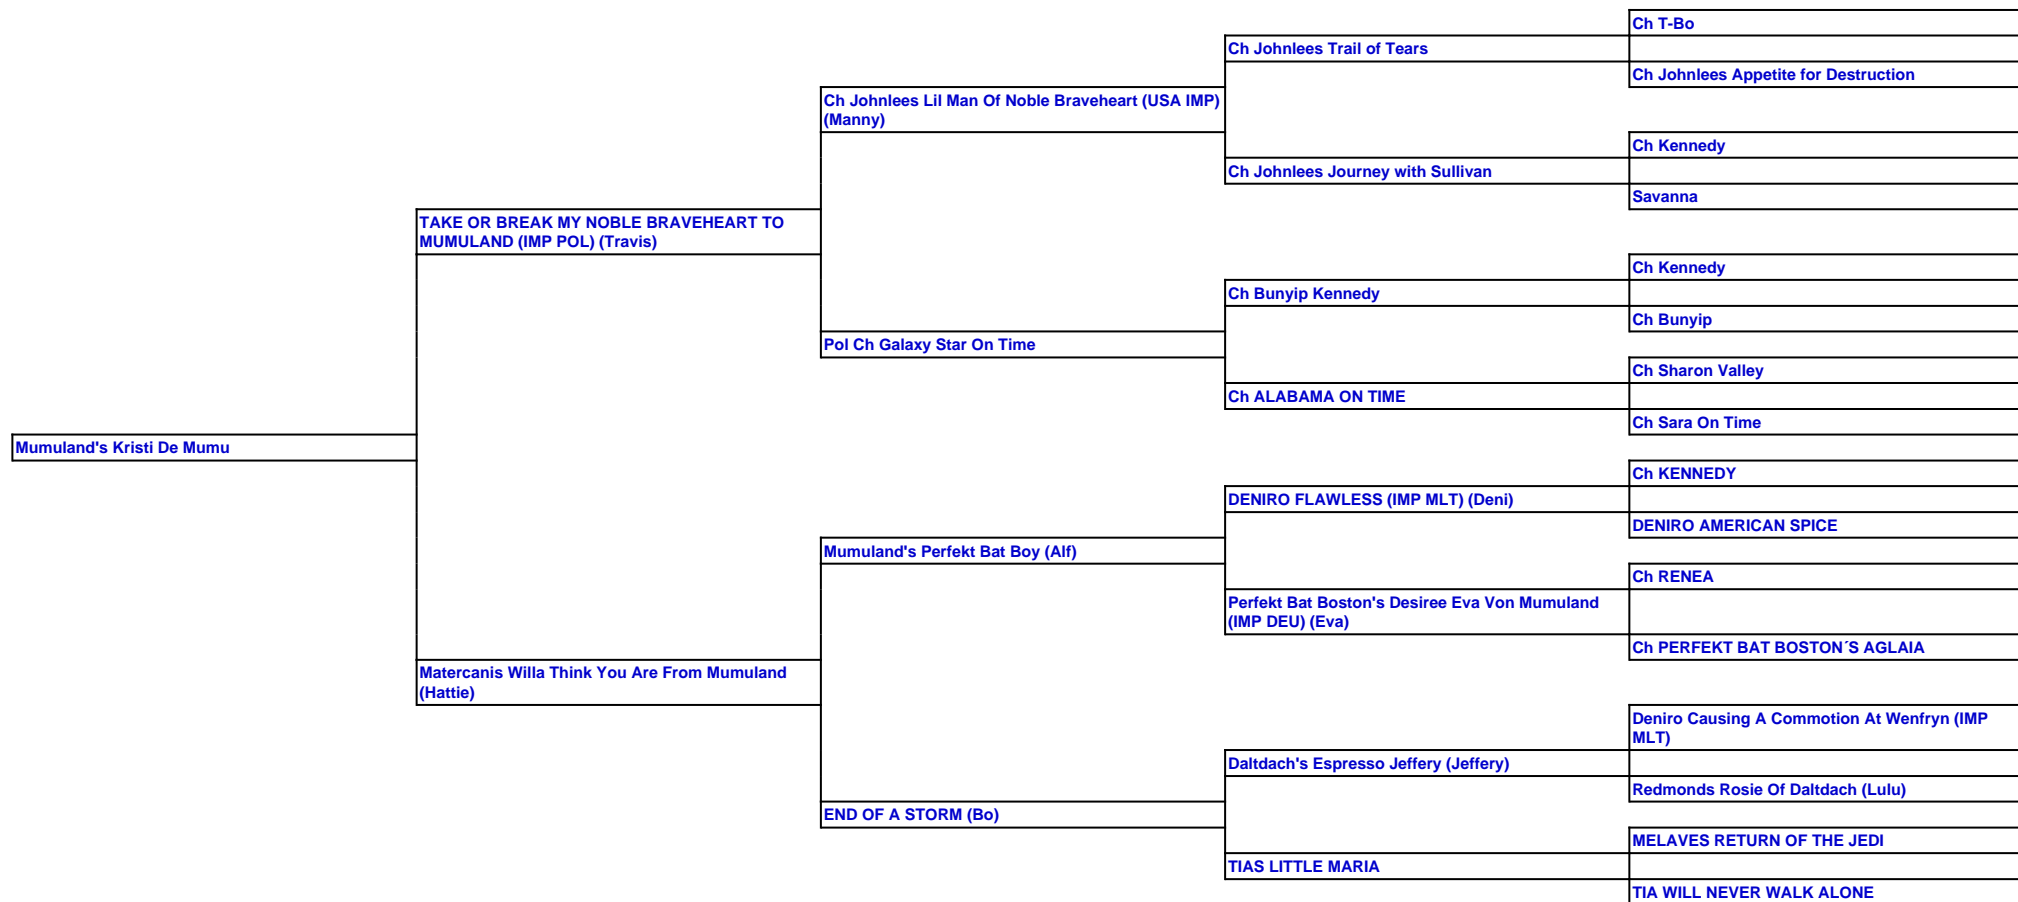 Ch T-Bo
Ch Johnlees Trail of Tears
Ch Johnlees Appetite for Destruction
Ch Johnlees Lil Man Of Noble Braveheart (USA IMP)
(Manny)
Ch Kennedy
Ch Johnlees Journey with Sullivan
Savanna
TAKE OR BREAK MY NOBLE BRAVEHEART TO
MUMULAND (IMP POL) (Travis)
Ch Kennedy
Ch Bunyip Kennedy
Ch Bunyip
Pol Ch Galaxy Star On Time
Ch Sharon Valley
Ch ALABAMA ON TIME
Ch Sara On Time
Mumuland's Kristi De Mumu
Ch KENNEDY
DENIRO FLAWLESS (IMP MLT) (Deni)
DENIRO AMERICAN SPICE
Mumuland's Perfekt Bat Boy (Alf)
Ch RENEA
Perfekt Bat Boston's Desiree Eva Von Mumuland
(IMP DEU) (Eva)
Ch PERFEKT BAT BOSTON´S AGLAIA
Matercanis Willa Think You Are From Mumuland
(Hattie)
Deniro Causing A Commotion At Wenfryn (IMP
MLT)
Daltdach's Espresso Jeffery (Jeffery)
Redmonds Rosie Of Daltdach (Lulu)
END OF A STORM (Bo)
MELAVES RETURN OF THE JEDI
TIAS LITTLE MARIA
TIA WILL NEVER WALK ALONE